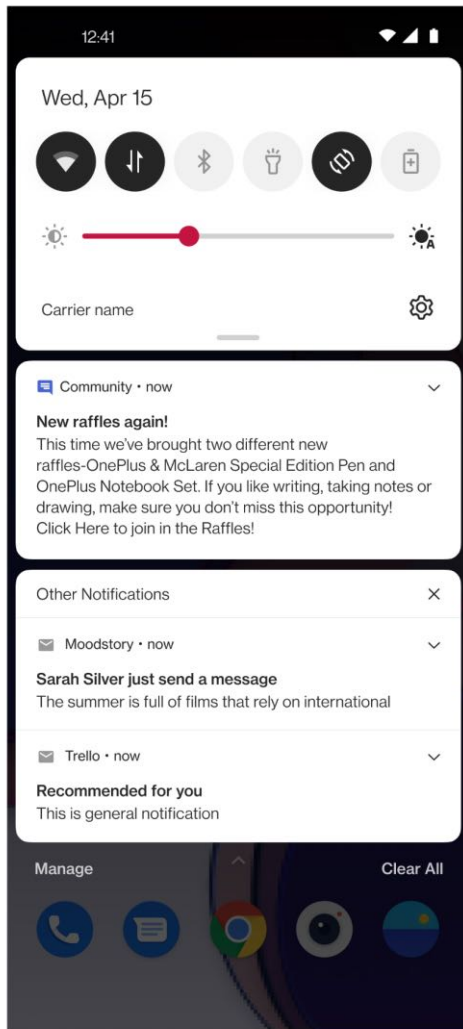 12:41
Wed, Apr 15
A
Carrier name
Community • now
New raffles again!
This time we've brought two different new
raffles-OnePlus & McLaren Special Edition Pen and
OnePlus Notebook Set. If you like writing, taking notes or
drawing, make sure you don't miss this opportunity!
Click Here to join in the Raffles!
Other Notifications
Moodstory • now
Sarah Silver just send a message
The summer is full of films that rely on international
Trello • now
Recommended for you
This is general notification
Manage
Clear All